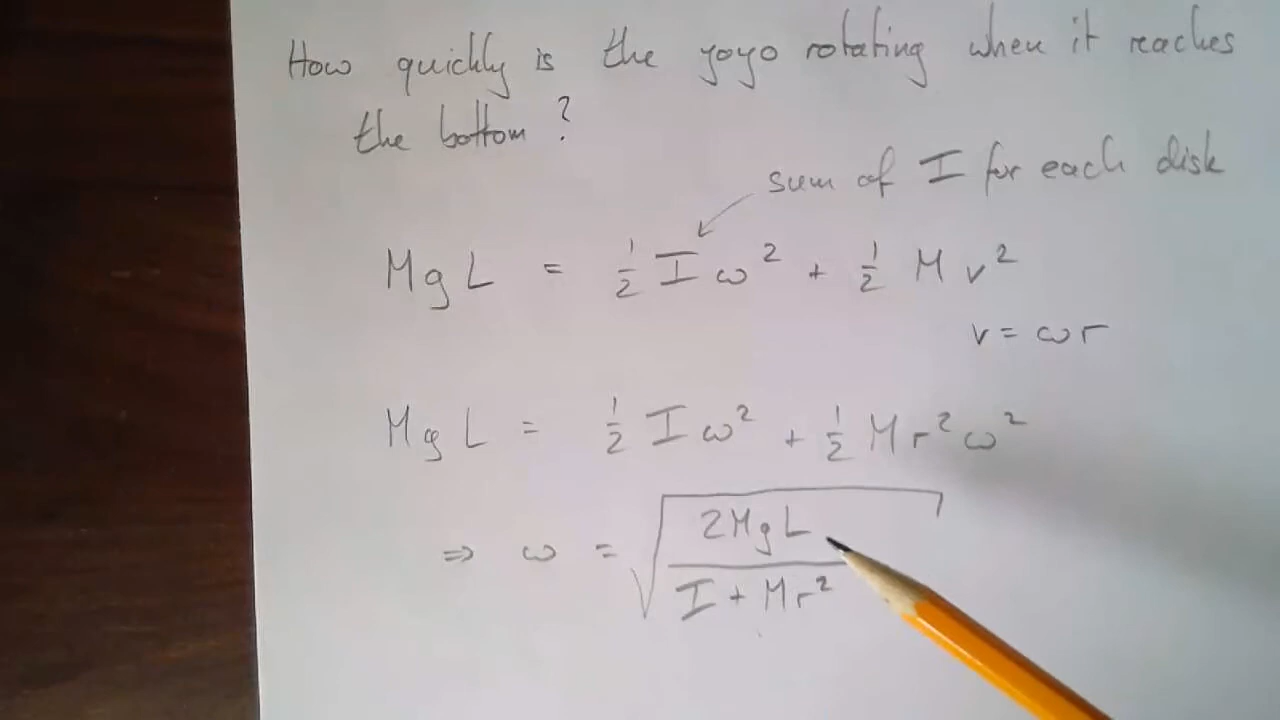 How quickly is the yoyo rotating when it reaches
the bottom ?
sum of I for each disk
MgL = ½ I ω² + ½ M v²
v = ωr
MgL = ½ I ω² + ½ M r² ω²
⇒ ω = √(2MgL / (I + Mr²))